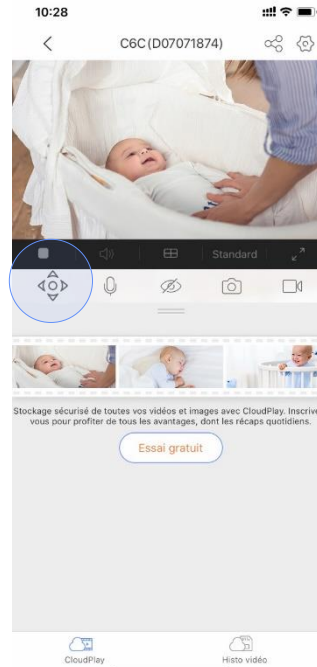 10:28
C6C(D07071874)
Standard
Stockage sécurisé de toutes vos vidéos et images avec CloudPlay. Inscrive
vous pour profiter de tous les avantages, dont les récaps quotidiens.
Essai gratuit
CloudPlay
Histo vidéo